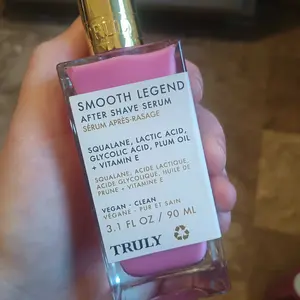 SMOOTH LEGEND
AFTER SHAVE SERUM
SÉRUM APRÈS-RASAGE
SQUALANE, LACTIC ACID,
GLYCOLIC ACID, PLUM OIL
+ VITAMIN E
SQUALANE, ACIDE LACTIQUE,
ACIDE GLYCOLIQUE, HUILE DE
PRUNE + VITAMINE E
VEGAN - CLEAN
VÉGANE - PUR ET SAIN
3.1 FL OZ / 90 ML
TRULY